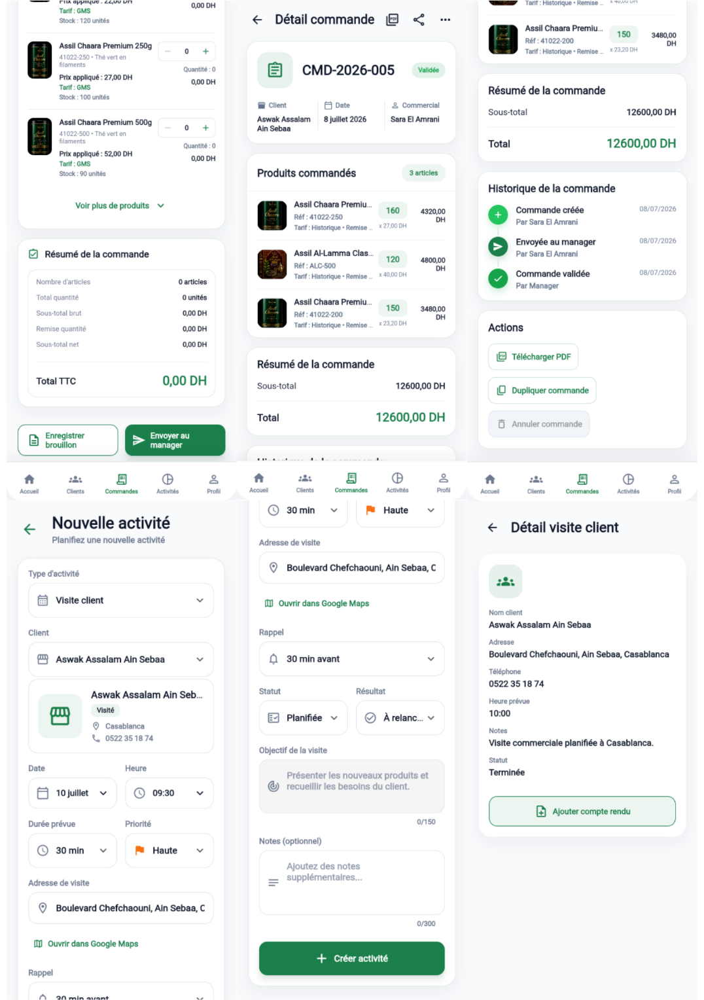 Prix appliqué : 22,00 DH
Tarif : GMS
Stock : 120 unités
0,00 DH
Assil Chaara Premium 250g
41022-250 • Thé vert en
filaments
Prix appliqué : 27,00 DH
Tarif : GMS
Stock : 100 unités
− 0 +
Quantité : 0
0,00 DH
Assil Chaara Premium 500g
41022-500 • Thé vert en
filaments
Prix appliqué : 52,00 DH
Tarif : GMS
Stock : 90 unités
− 0 +
Quantité : 0
0,00 DH
Voir plus de produits
Résumé de la commande
Nombre d'articles 0 articles
Total quantité 0 unités
Sous-total brut 0,00 DH
Remise quantité 0,00 DH
Sous-total net 0,00 DH
Total TTC 0,00 DH
Enregistrer
brouillon
Envoyer au
manager
Accueil Clients Commandes Activités Profil
Détail commande PDF
CMD-2026-005 Validée
Client
Aswak Assalam
Ain Sebaa
Date
8 juillet 2026
Commercial
Sara El Amrani
Produits commandés 3 articles
Assil Chaara Premiu...
Réf : 41022-250
Tarif : Historique • Remise ...
160
x 27,00 DH
4320,00
DH
Assil Al-Lamma Clas...
Réf : ALC-500
Tarif : Historique • Remise ...
120
x 40,00 DH
4800,00
DH
Assil Chaara Premiu...
Réf : 41022-200
Tarif : Historique • Remise ...
150
x 23,20 DH
3480,00
DH
Résumé de la commande
Sous-total 12600,00 DH
Total 12600,00 DH
Accueil Clients Commandes Activités Profil
Tarif : Historique • Remise ...
x 40,00 DH
Assil Chaara Premiu...
Réf : 41022-200
Tarif : Historique • Remise ...
150
x 23,20 DH
3480,00
DH
Résumé de la commande
Sous-total 12600,00 DH
Total 12600,00 DH
Historique de la commande
Commande créée 08/07/2026
Par Sara El Amrani
Envoyée au manager 08/07/2026
Par Sara El Amrani
Commande validée 08/07/2026
Par Manager
Actions
PDF Télécharger PDF
Dupliquer commande
Annuler commande
Accueil Clients Commandes Activités Profil
Nouvelle activité
Planifiez une nouvelle activité
Type d'activité
Visite client
Client
Aswak Assalam Ain Sebaa
Aswak Assalam Ain Seb...
Visité
Casablanca
0522 35 18 74
Date Heure
10 juillet 09:30
Durée prévue Priorité
30 min Haute
Adresse de visite
Boulevard Chefchaouni, Ain Sebaa, C
Ouvrir dans Google Maps
Rappel
30 min avant
30 min Haute
Adresse de visite
Boulevard Chefchaouni, Ain Sebaa, C
Ouvrir dans Google Maps
Rappel
30 min avant
Statut Résultat
Planifiée À relanc...
Objectif de la visite
Présenter les nouveaux produits et
recueillir les besoins du client.
0/150
Notes (optionnel)
Ajoutez des notes
supplémentaires...
0/300
+ Créer activité
Détail visite client
Nom client
Aswak Assalam Ain Sebaa
Adresse
Boulevard Chefchaouni, Ain Sebaa, Casablanca
Téléphone
0522 35 18 74
Heure prévue
10:00
Notes
Visite commerciale planifiée à Casablanca.
Statut
Terminée
Ajouter compte rendu